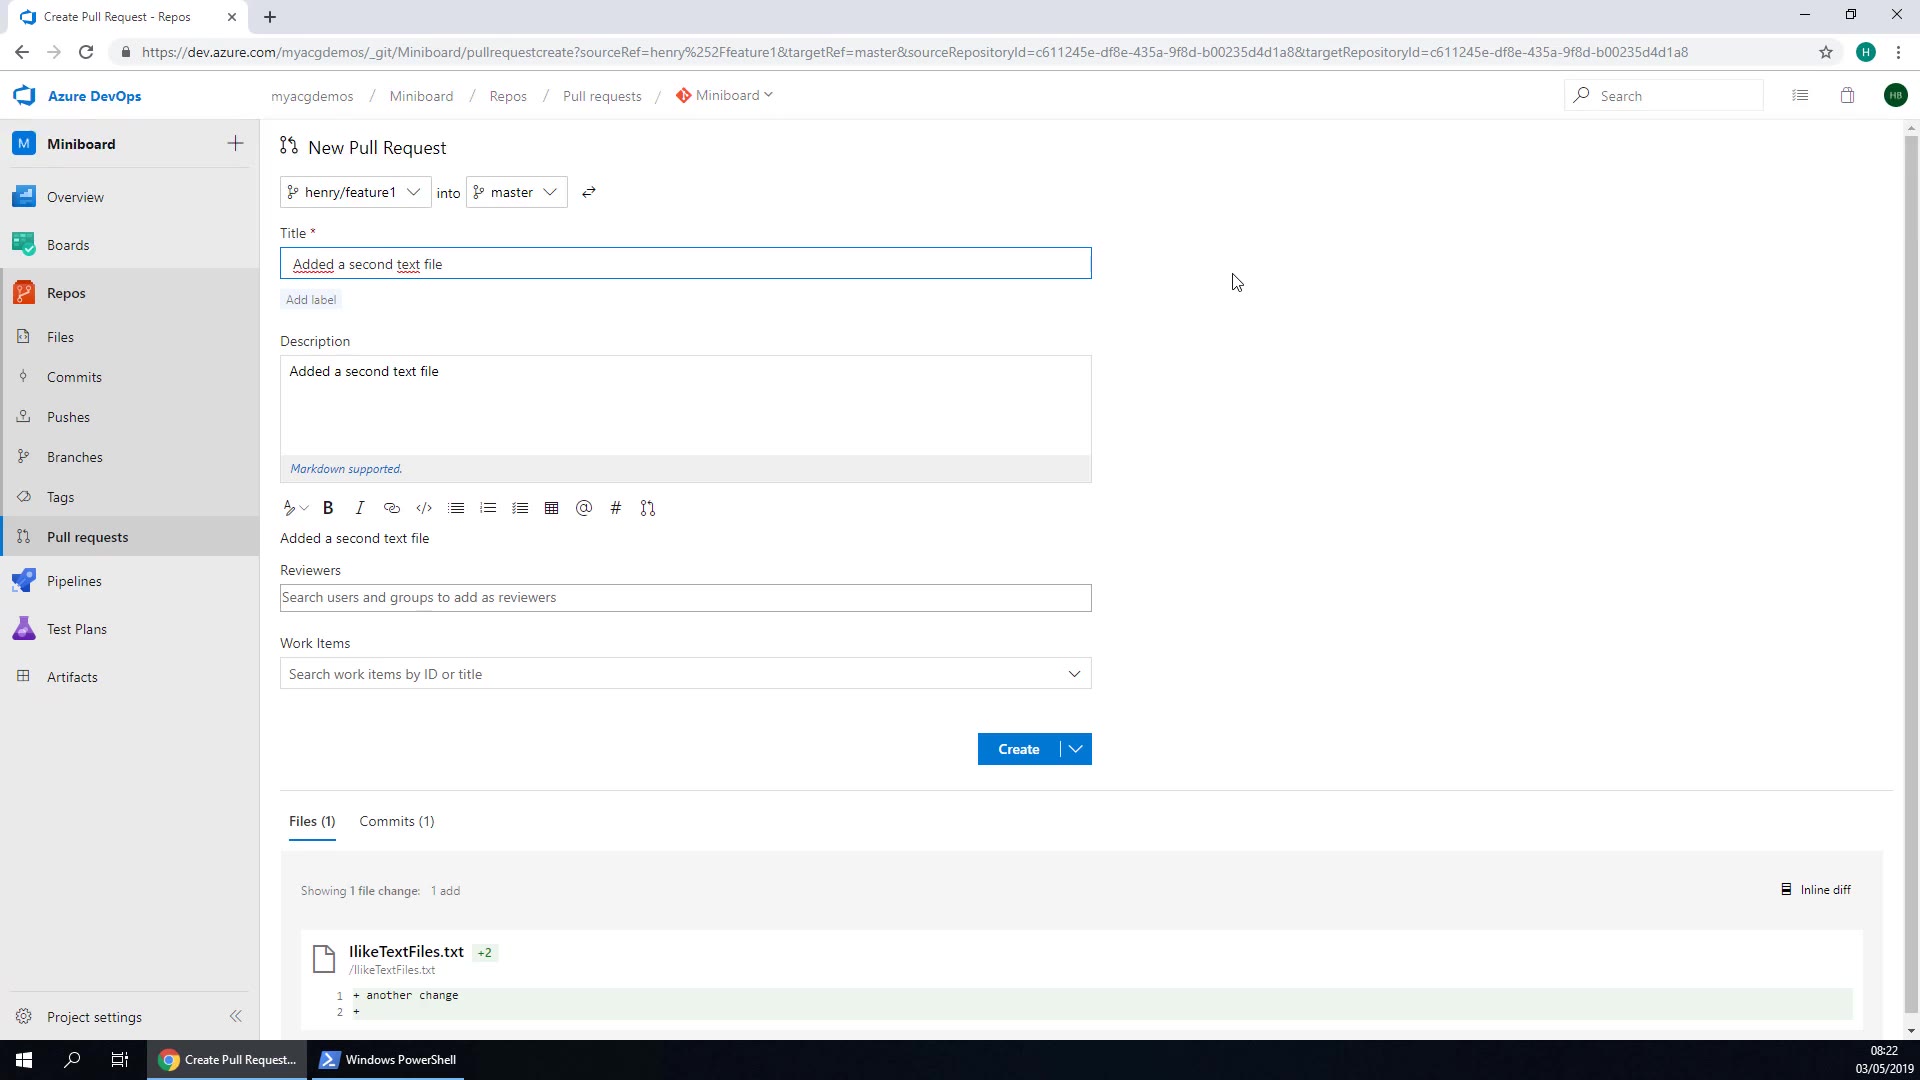 Create Pull Request - Repos
https://dev.azure.com/myacgdemos/_git/Miniboard/pullrequestcreate?sourceRef=henry%252Ffeature1&targetRef=master&sourceRepositoryId=c611245e-df8e-435a-9f8d-b00235d4d1a8&targetRepositoryId=c611245e-df8e-435a-9f8d-b00235d4d1a8
H
Azure DevOps
myacgdemos / Miniboard / Repos / Pull requests / Miniboard
Search
HB
M Miniboard
Overview
Boards
Repos
Files
Commits
Pushes
Branches
Tags
Pull requests
Pipelines
Test Plans
Artifacts
Project settings
New Pull Request
henry/feature1 into master
Title *
Added a second text file
Add label
Description
Added a second text file
Markdown supported.
Added a second text file
Reviewers
Search users and groups to add as reviewers
Work Items
Search work items by ID or title
Create
Files (1) Commits (1)
Showing 1 file change: 1 add
Inline diff
IlikeTextFiles.txt +2
/IlikeTextFiles.txt
1 + another change
2 +
Create Pull Request...
Windows PowerShell
08:22
03/05/2019